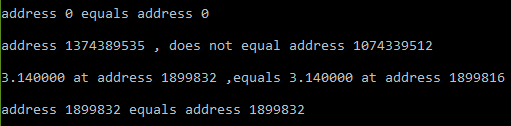 address 0 equals address 0
address 1374389535 , does not equal address 1074339512
3.140000 at address 1899832 ,equals 3.140000 at address 1899816
address 1899832 equals address 1899832